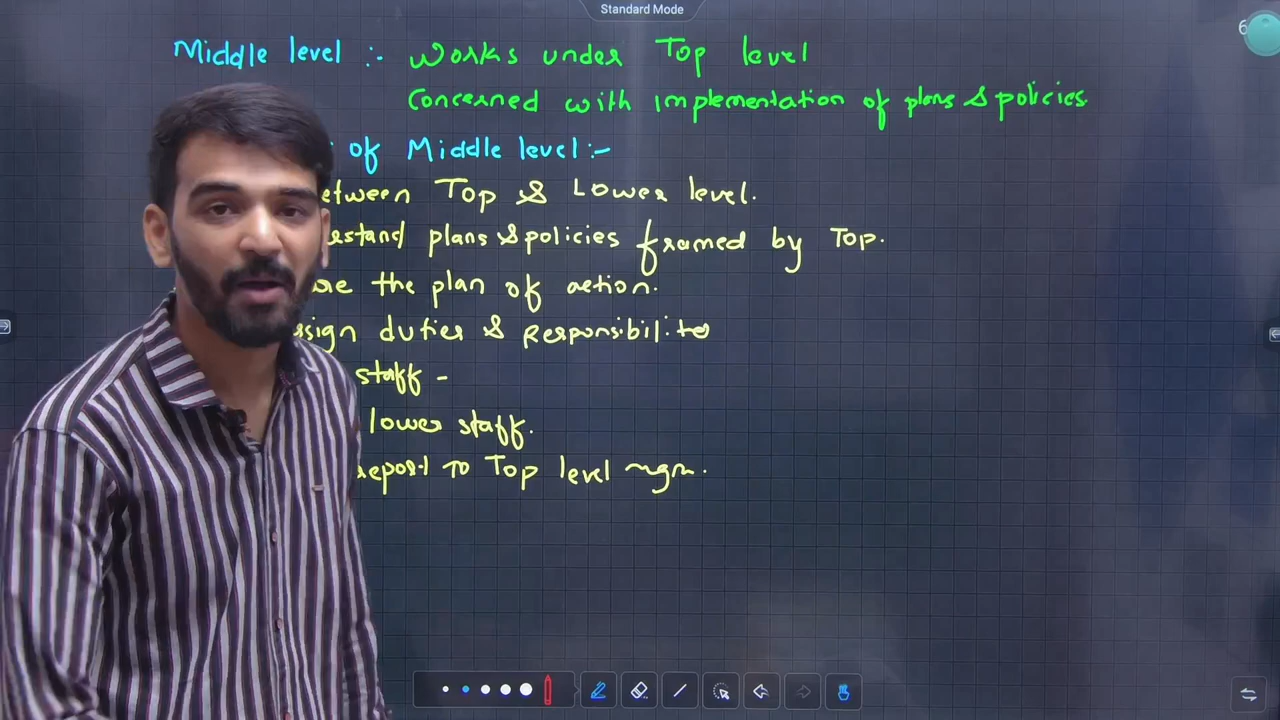 Standard Mode
6
Middle level :- Works under Top level
Concerned with implementation of plans & policies.
of Middle level :-
etween Top & Lower level.
estand plans & policies framed by Top.
are the plan of action.
sign duties & Responsibilites
staff -
lower staff.
report to Top level mgm.